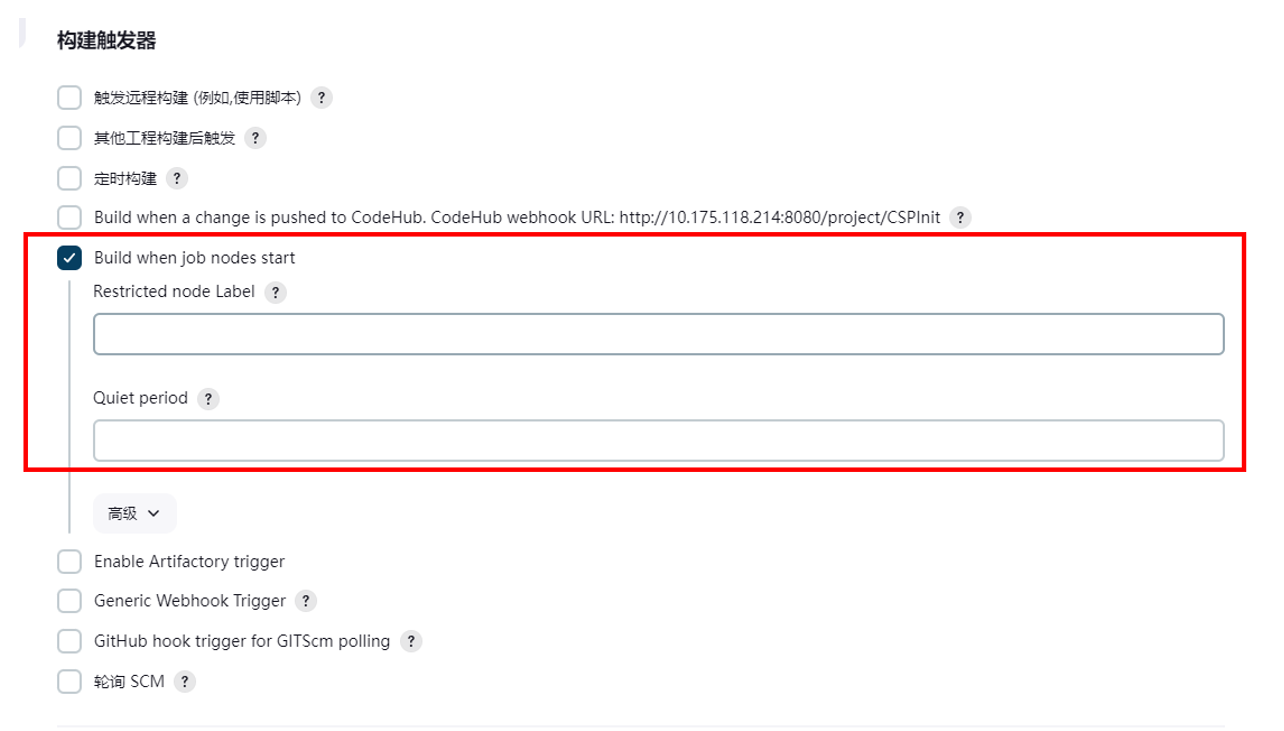 构建触发器
触发远程构建 (例如,使用脚本) ?
其他工程构建后触发 ?
定时构建 ?
Build when a change is pushed to CodeHub. CodeHub webhook URL: http://10.175.118.214:8080/project/CSPInit ?
Build when job nodes start
Restricted node Label ?
Quiet period ?
高级
Enable Artifactory trigger
Generic Webhook Trigger ?
GitHub hook trigger for GITScm polling ?
轮询 SCM ?